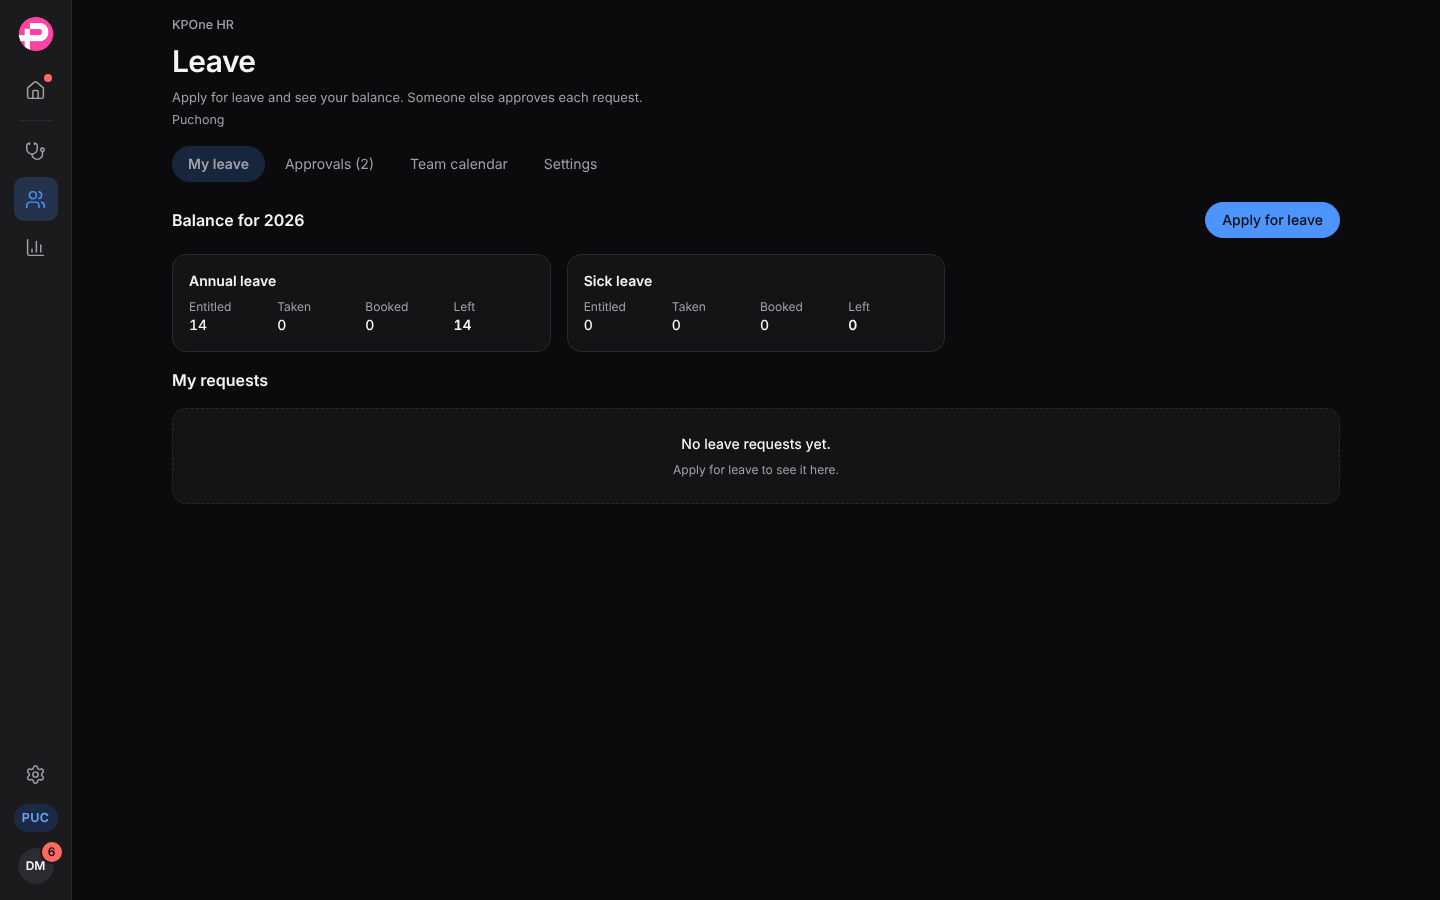 KPOne HR
Leave
Apply for leave and see your balance. Someone else approves each request.
Puchong
My leave
Approvals (2)
Team calendar
Settings
Balance for 2026
Apply for leave
Annual leave
Entitled Taken Booked Left
14 0 0 14
Sick leave
Entitled Taken Booked Left
0 0 0 0
My requests
No leave requests yet.
Apply for leave to see it here.
PUC
6
DM